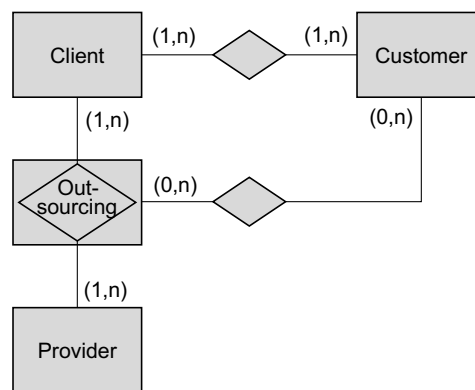 Client
(1,n)
(1,n)
Customer
(1,n)
(0,n)
Out-
sourcing
(0,n)
(1,n)
Provider